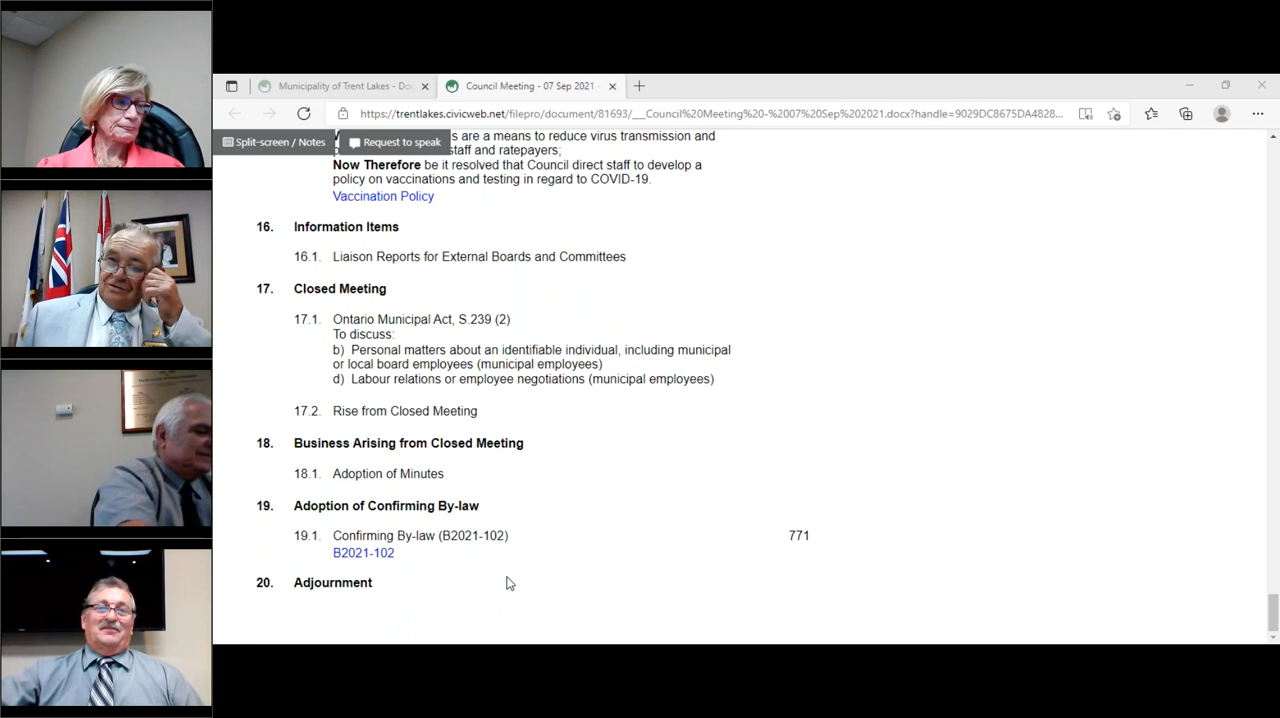 Municipality of Trent Lakes - Doc
Council Meeting - 07 Sep 2021 -
https://trentlakes.civicweb.net/filepro/document/81693/__Council%20Meeting%20-%2007%20Sep%202021.docx?handle=9029DC8675DA4828...
Split-screen / Notes
Request to speak
s are a means to reduce virus transmission and
staff and ratepayers;
Now Therefore be it resolved that Council direct staff to develop a
policy on vaccinations and testing in regard to COVID-19.
Vaccination Policy
16. Information Items
16.1. Liaison Reports for External Boards and Committees
17. Closed Meeting
17.1. Ontario Municipal Act, S.239 (2)
To discuss:
b) Personal matters about an identifiable individual, including municipal
or local board employees (municipal employees)
d) Labour relations or employee negotiations (municipal employees)
17.2. Rise from Closed Meeting
18. Business Arising from Closed Meeting
18.1. Adoption of Minutes
19. Adoption of Confirming By-law
19.1. Confirming By-law (B2021-102) 771
B2021-102
20. Adjournment